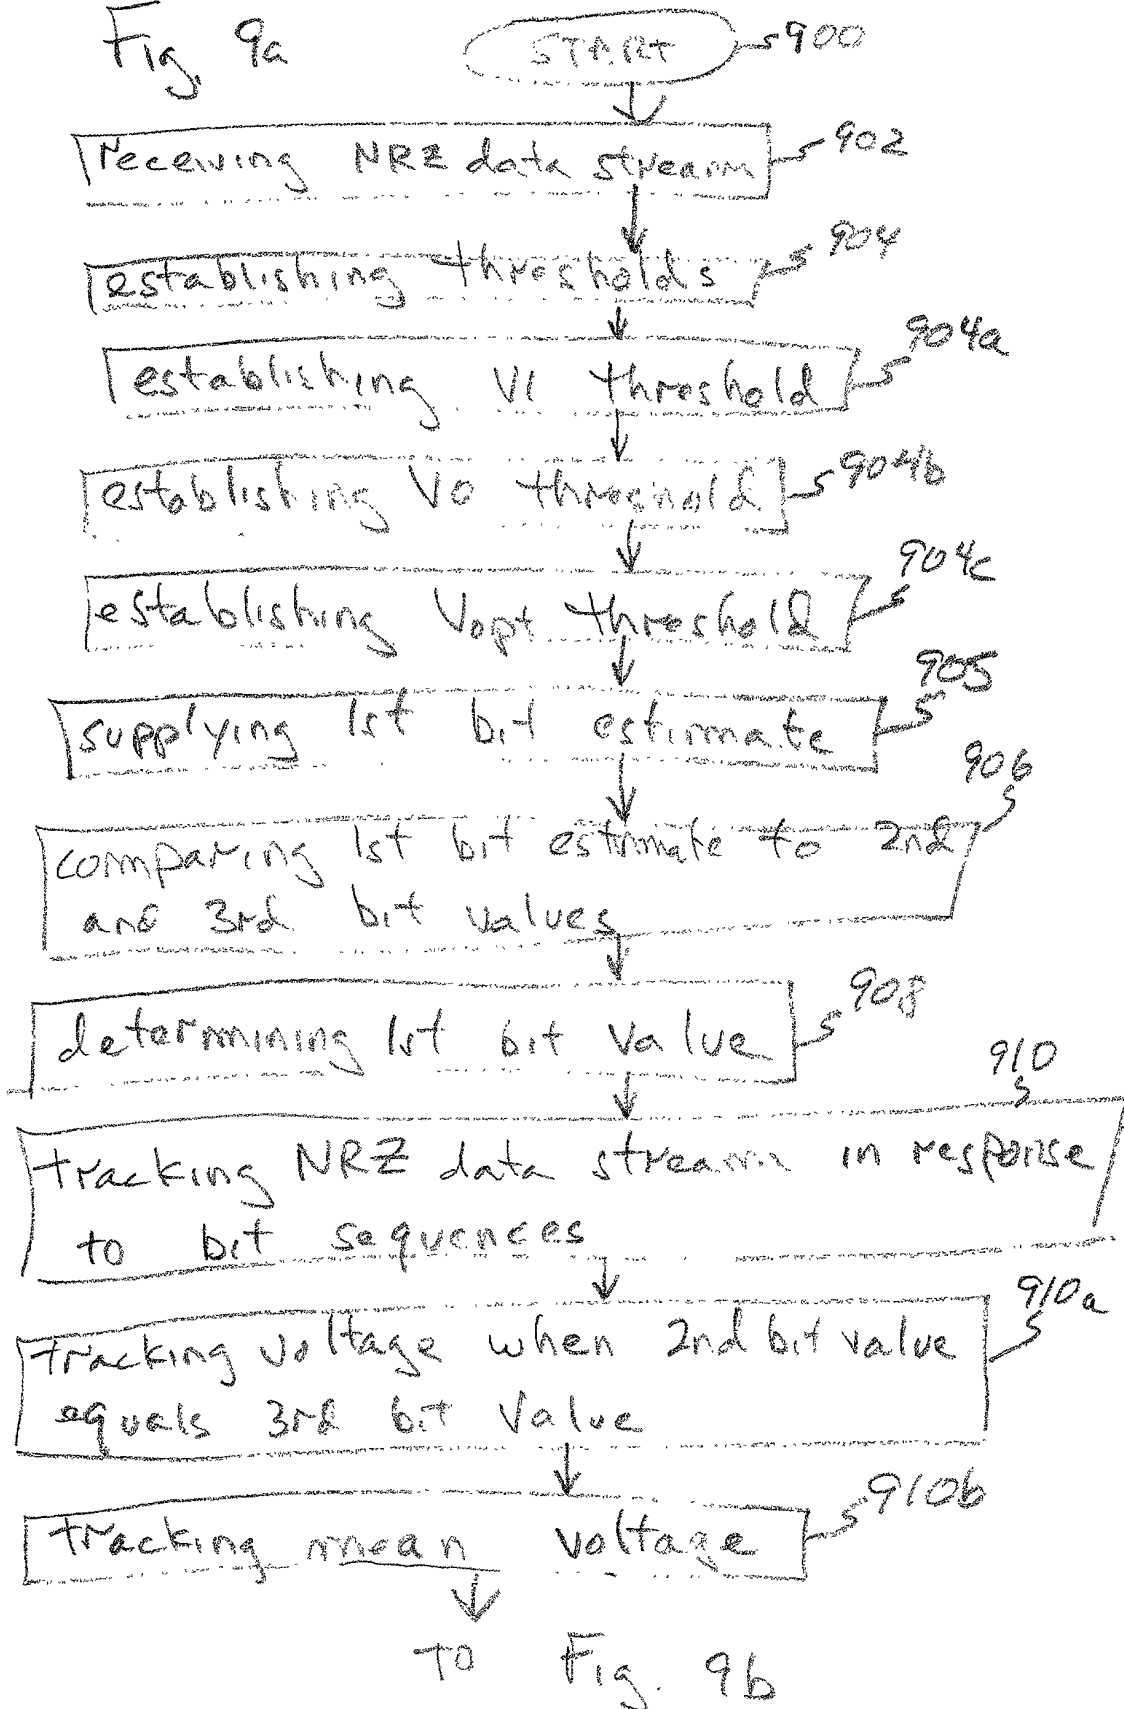 Fig. 9a
START 900
receiving NRZ data stream 902
establishing thresholds 904
establishing V1 threshold 904a
establishing V0 threshold 904b
establishing Vopt threshold 904c
supplying 1st bit estimate 905
906
comparing 1st bit estimate to 2nd
and 3rd bit values
determining 1st bit value 908
910
tracking NRZ data stream in response
to bit sequences
910a
tracking voltage when 2nd bit value
equals 3rd bit value
tracking mean voltage 910b
TO Fig. 9b